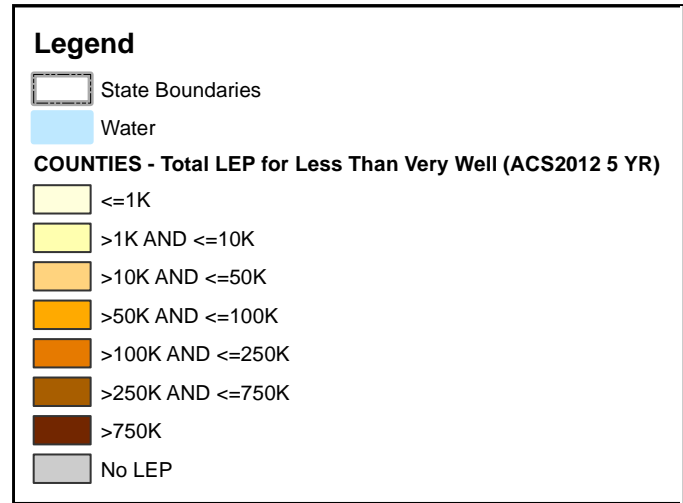 Legend
State Boundaries
Water
COUNTIES - Total LEP for Less Than Very Well (ACS2012 5 YR)
<=1K
>1K AND <=10K
>10K AND <=50K
>50K AND <=100K
>100K AND <=250K
>250K AND <=750K
>750K
No LEP